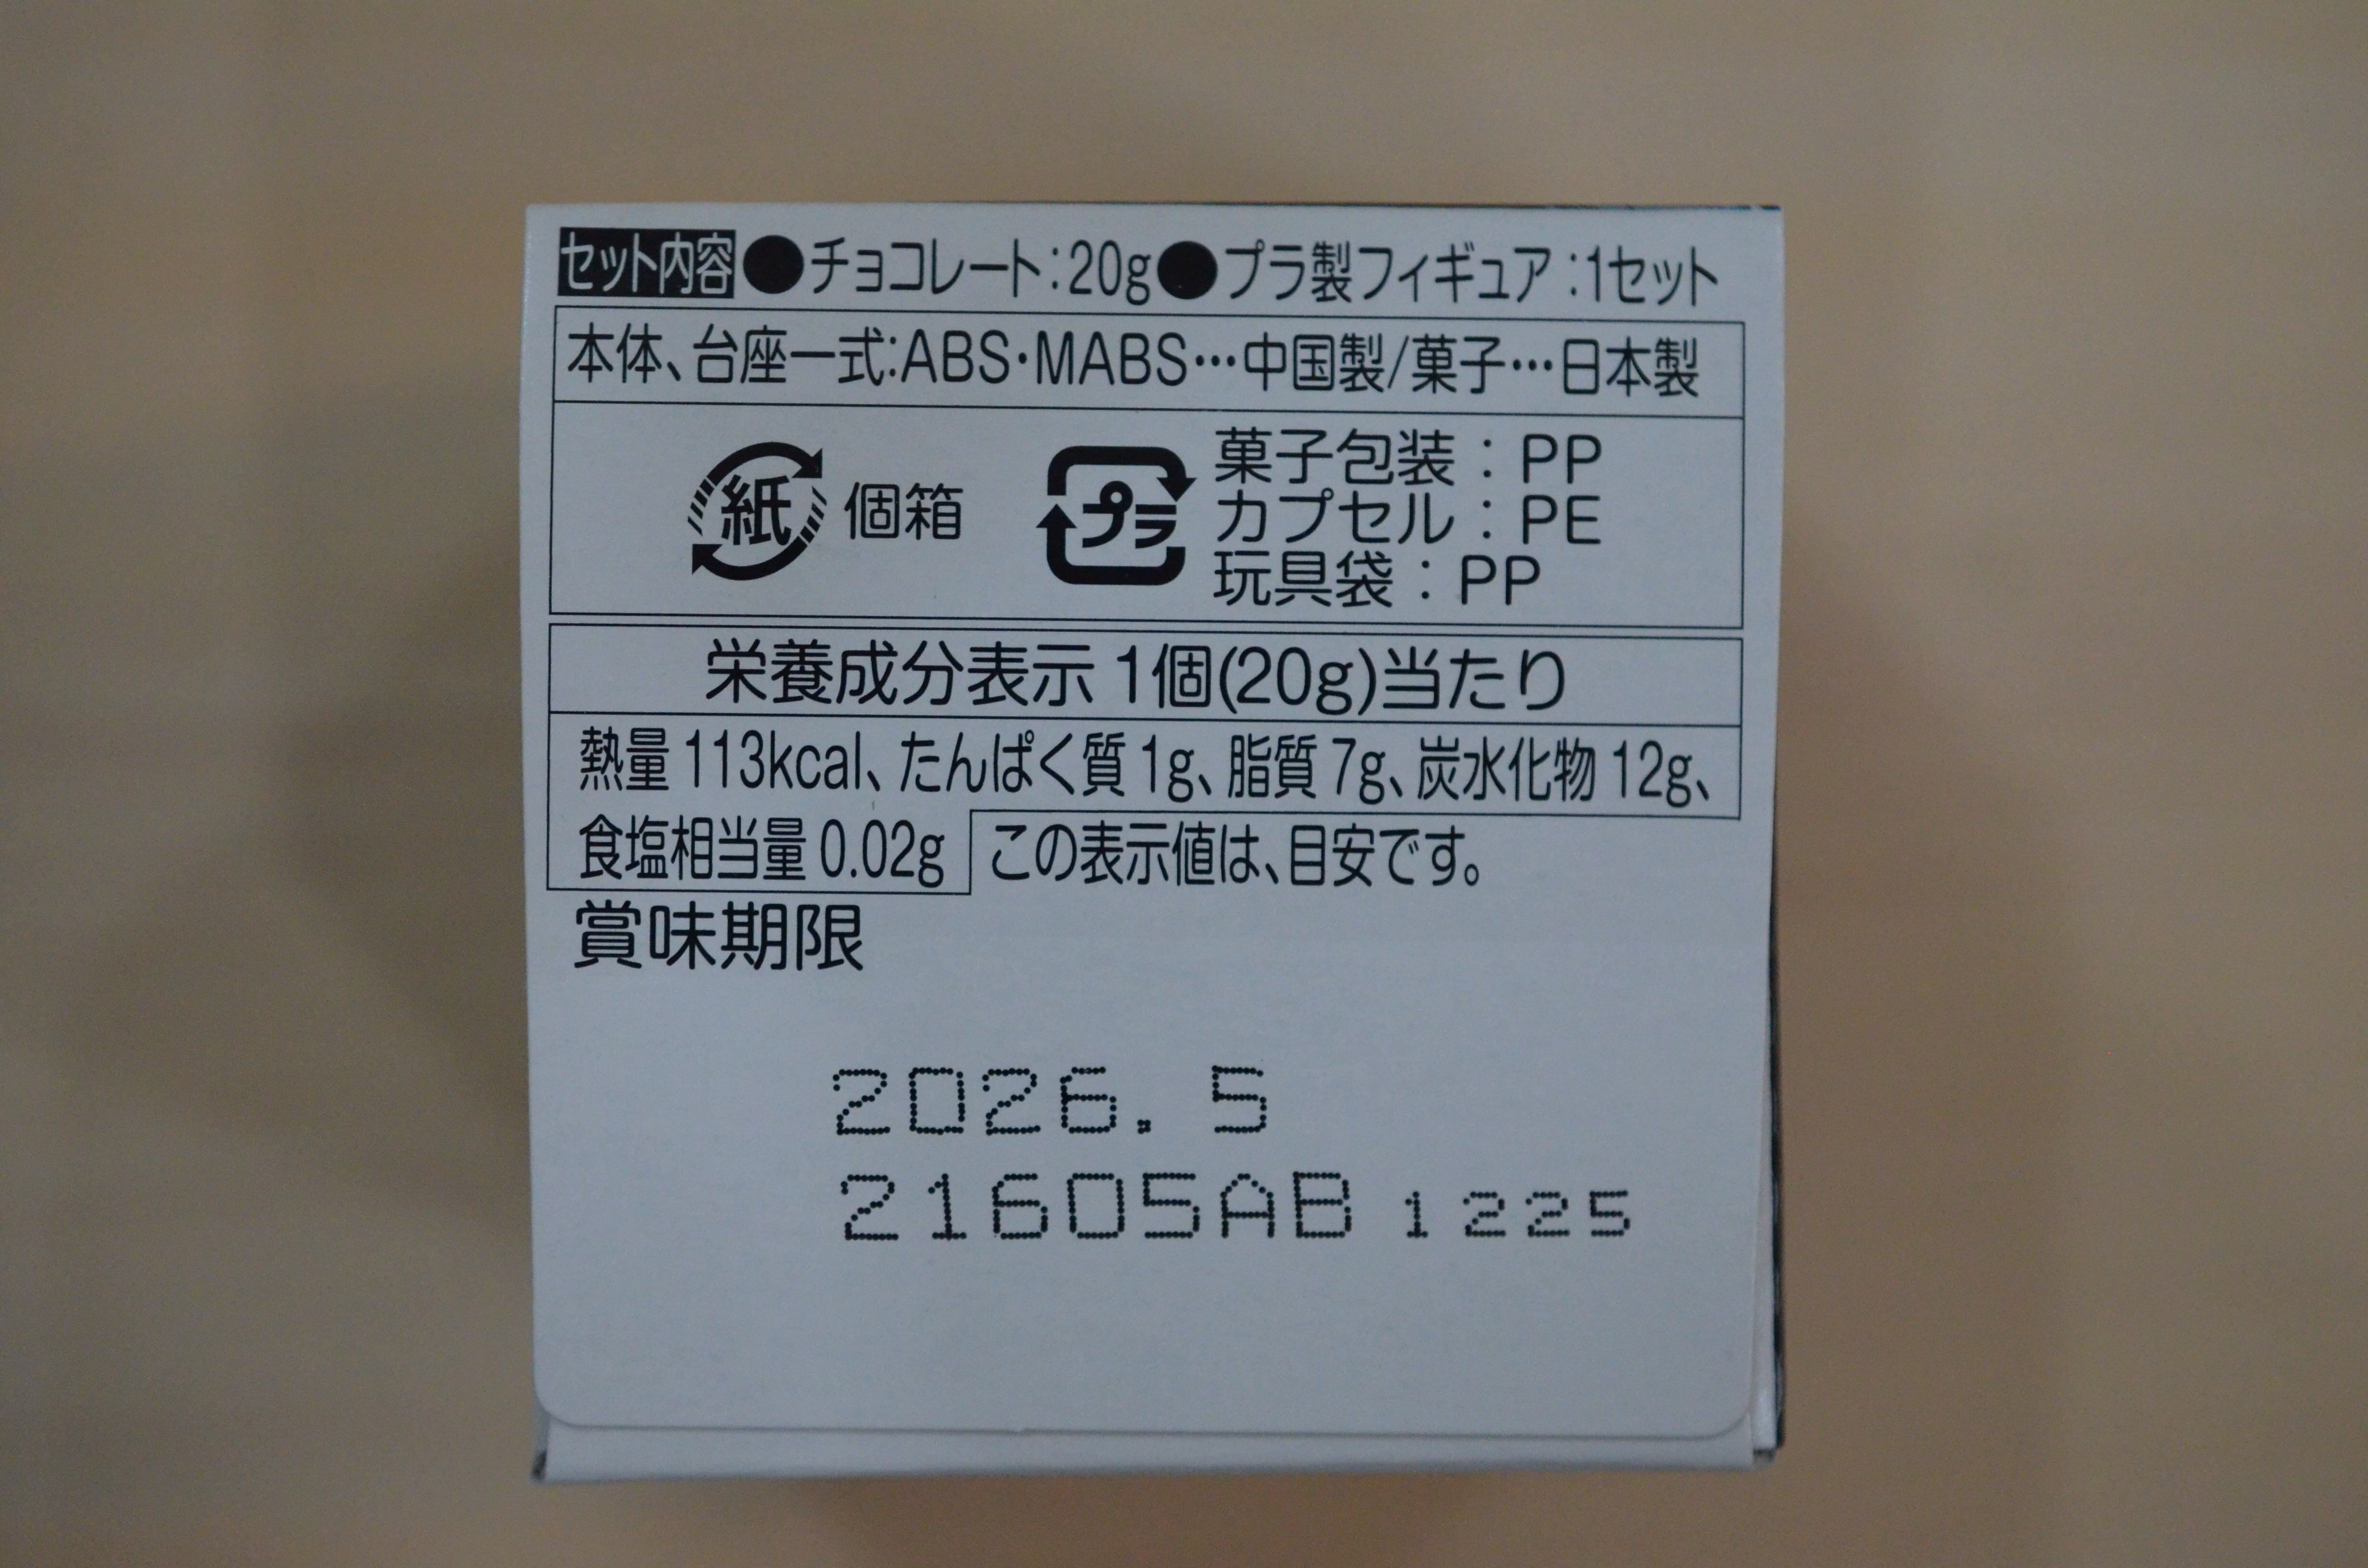 セット内容●チョコレート:20g●プラ製フィギュア:1セット
本体、台座一式:ABS・MABS…中国製/菓子…日本製
紙 個箱
プラ 菓子包装：PP
カプセル：PE
玩具袋：PP
栄養成分表示 1個(20g)当たり
熱量 113kcal、たんぱく質 1g、脂質 7g、炭水化物 12g、
食塩相当量 0.02g この表示値は、目安です。
賞味期限
2026. 5
21605AB 1225